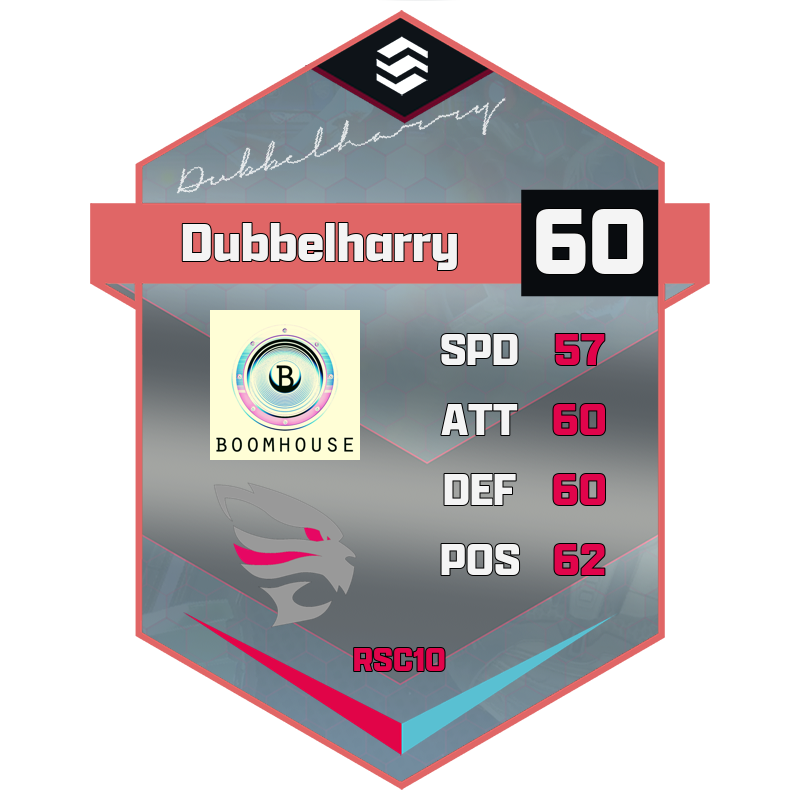 Dubbelharry
Dubbelharry 60
B
BOOMHOUSE
SPD 57
ATT 60
DEF 60
POS 62
RSC10